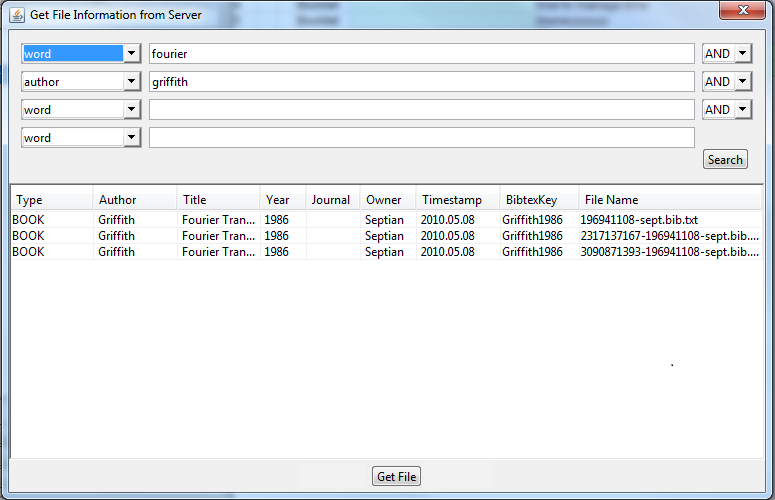 Get File Information from Server
word fourier AND
author griffith AND
word AND
word
Search
Type Author Title Year Journal Owner Timestamp BibtexKey File Name
BOOK Griffith Fourier Tran... 1986 Septian 2010.05.08 Griffith1986 196941108-sept.bib.txt
BOOK Griffith Fourier Tran... 1986 Septian 2010.05.08 Griffith1986 2317137167-196941108-sept.bib....
BOOK Griffith Fourier Tran... 1986 Septian 2010.05.08 Griffith1986 3090871393-196941108-sept.bib....
Get File